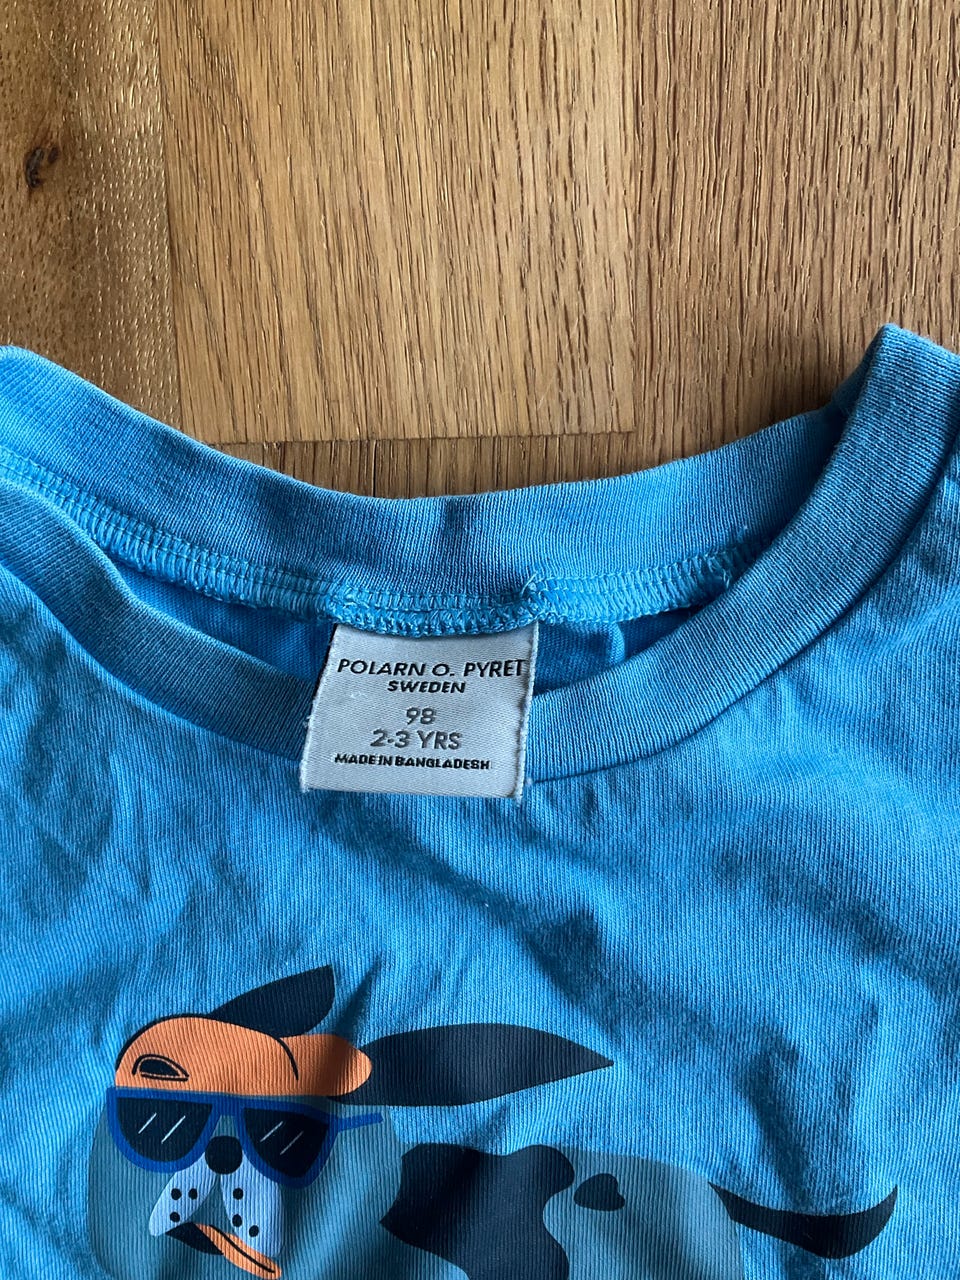 POLARN O. PYRET
SWEDEN
98
2-3 YRS
MADE IN BANGLADESH